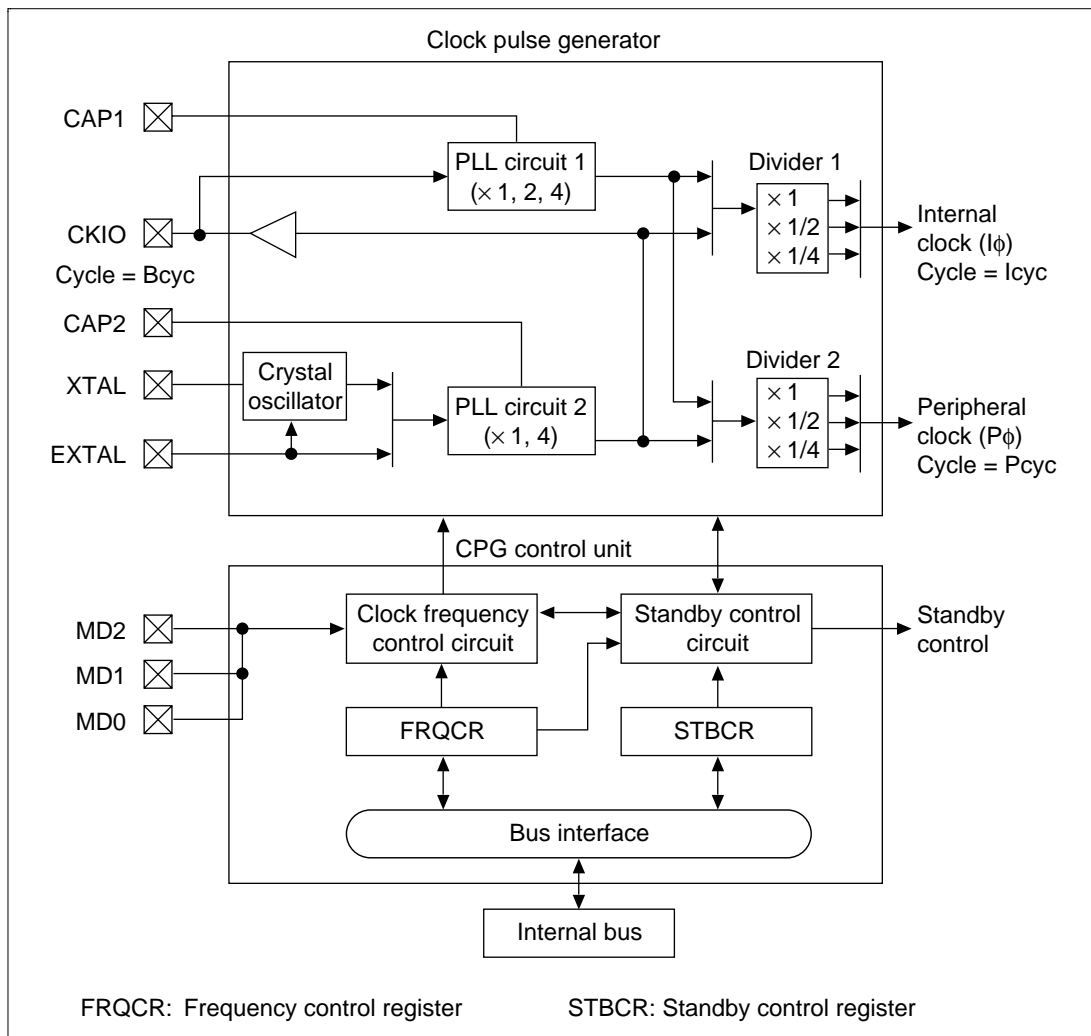 Clock pulse generator
CAP1
PLL circuit 1
(× 1, 2, 4)
Divider 1
× 1
× 1/2
× 1/4
CKIO
Cycle = Bcyc
Internal
clock (Iϕ)
Cycle = Icyc
CAP2
XTAL
Crystal
oscillator
EXTAL
PLL circuit 2
(× 1, 4)
Divider 2
× 1
× 1/2
× 1/4
Peripheral
clock (Pϕ)
Cycle = Pcyc
CPG control unit
MD2
MD1
MD0
Clock frequency
control circuit
Standby control
circuit
Standby
control
FRQCR
STBCR
Bus interface
Internal bus
FRQCR: Frequency control register
STBCR: Standby control register